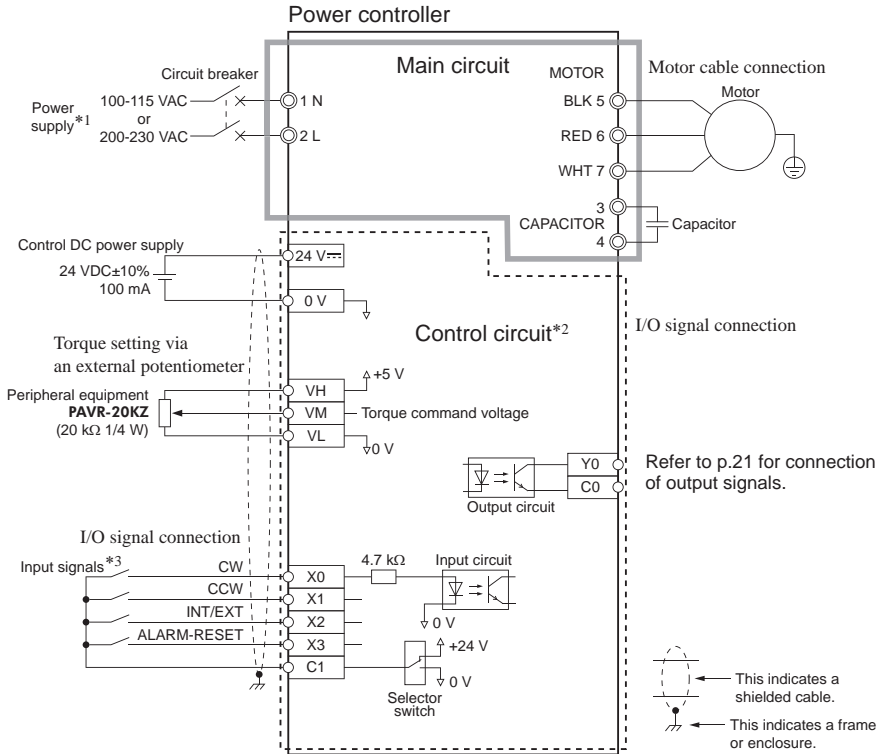 Power controller
Main circuit
Circuit breaker
Power
supply*1
100-115 VAC
or
200-230 VAC
1 N
2 L
MOTOR
BLK 5
RED 6
WHT 7
3
CAPACITOR
4
Motor cable connection
Motor
Capacitor
Control DC power supply
24 VDC±10%
100 mA
24 V
0 V
Control circuit*2
I/O signal connection
Torque setting via
an external potentiometer
Peripheral equipment
PAVR-20KZ
(20 kΩ 1/4 W)
VH
VM
VL
+5 V
Torque command voltage
0 V
Y0
C0
Output circuit
Refer to p.21 for connection
of output signals.
I/O signal connection
Input signals*3
CW
CCW
INT/EXT
ALARM-RESET
X0
X1
X2
X3
C1
4.7 kΩ
Input circuit
0 V
+24 V
0 V
Selector
switch
This indicates a
shielded cable.
This indicates a frame
or enclosure.